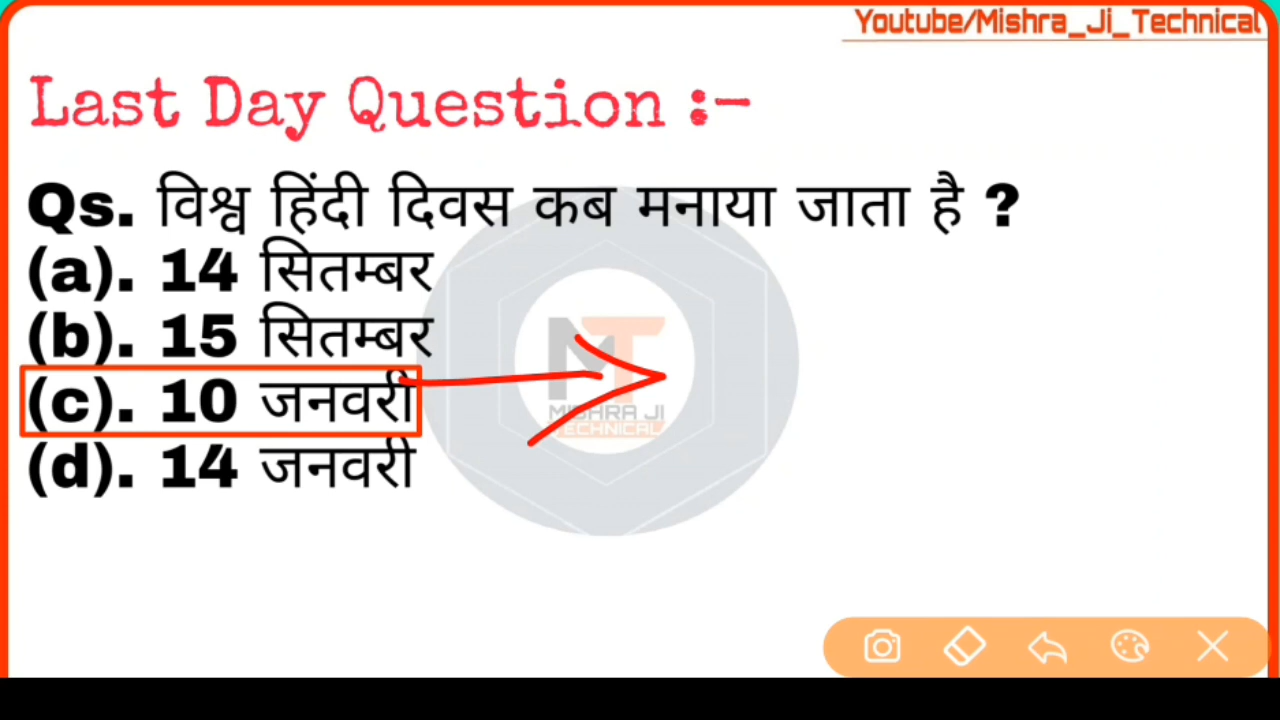 Youtube/Mishra_Ji_Technical
Last Day Question :-
Qs. विश्व हिंदी दिवस कब मनाया जाता है ?
(a). 14 सितम्बर
(b). 15 सितम्बर
(c). 10 जनवरी
(d). 14 जनवरी
MT
MISHRA JI
TECHNICAL